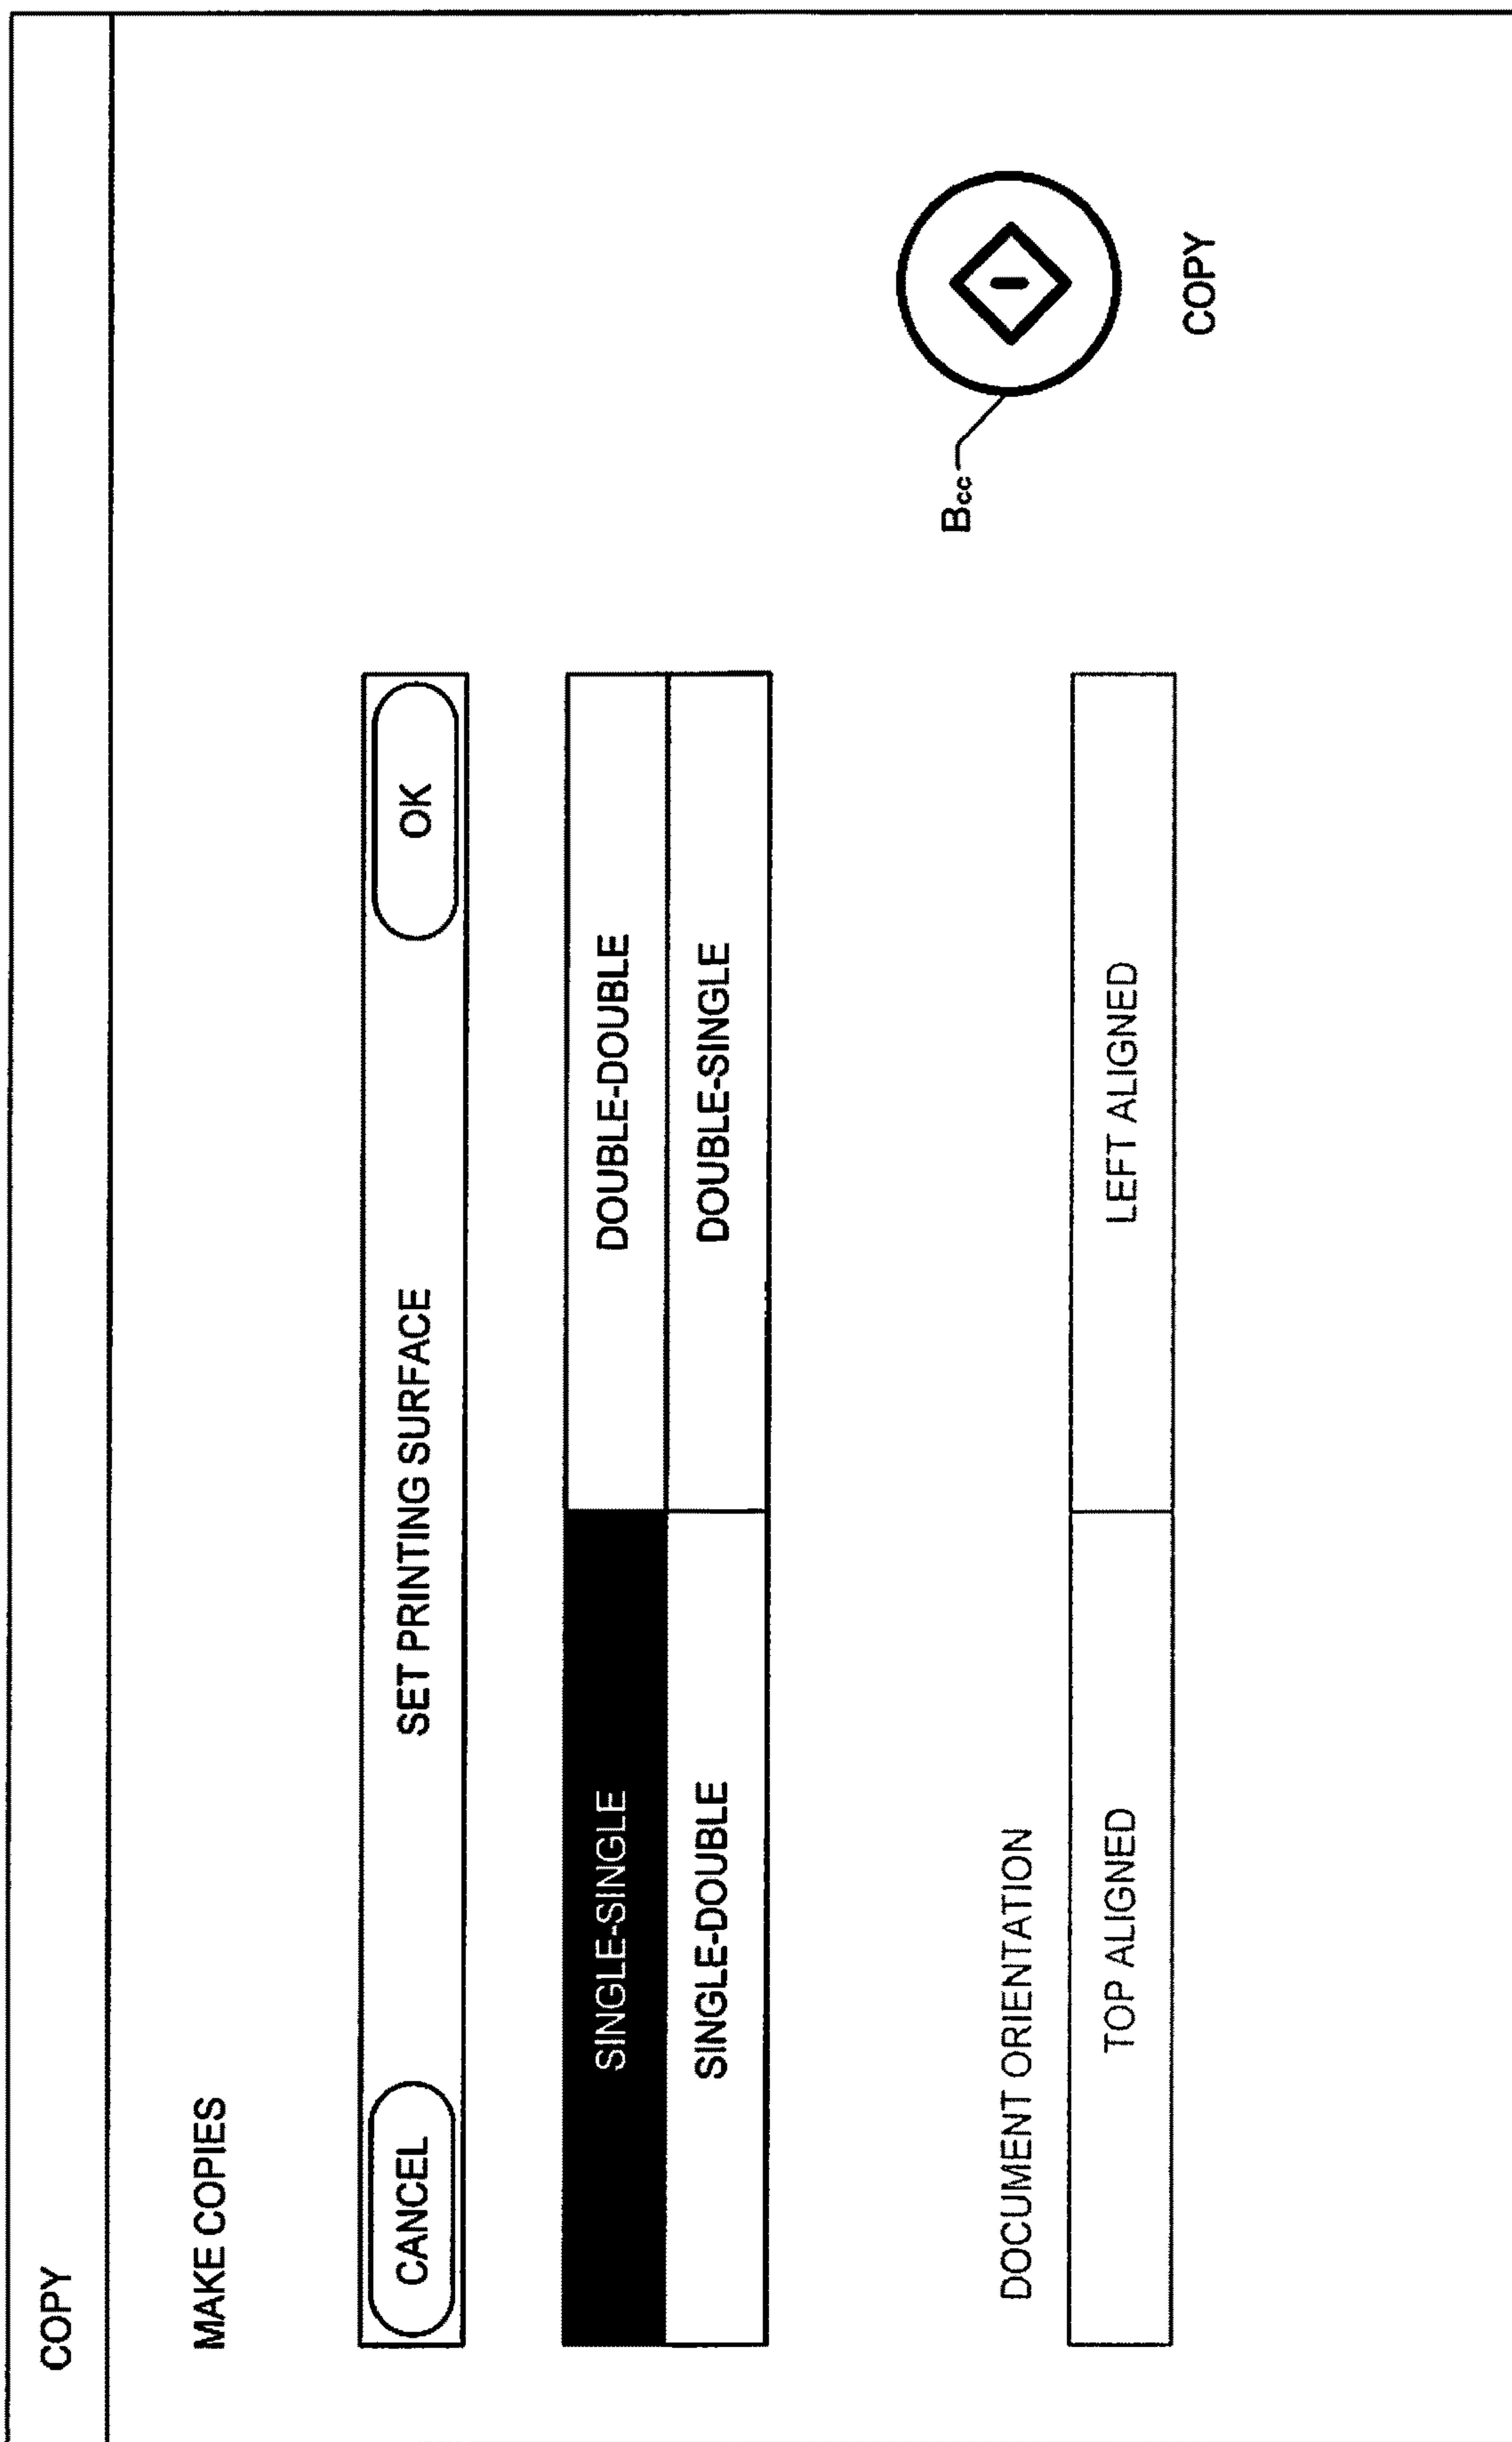 COPY
MAKE COPIES
CANCEL SET PRINTING SURFACE OK
SINGLE-SINGLE DOUBLE-DOUBLE
SINGLE-DOUBLE DOUBLE-SINGLE
Bcc
DOCUMENT ORIENTATION
TOP ALIGNED LEFT ALIGNED
COPY